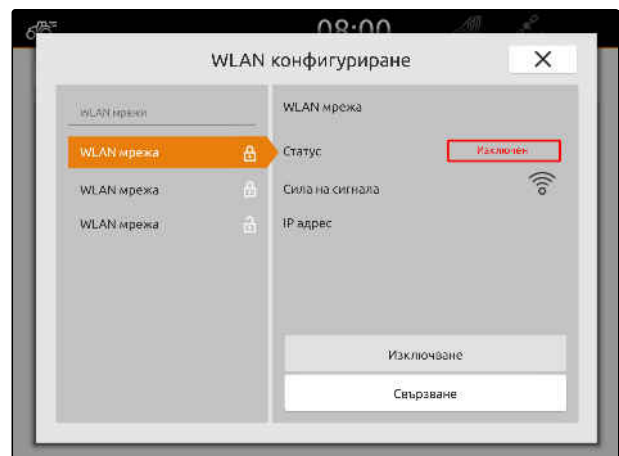 08:00
WLAN конфигуриране
WLAN мрежи
WLAN мрежа
WLAN мрежа
WLAN мрежа
WLAN мрежа
Статус
Изключен
Сила на сигнала
IP адрес
Изключване
Свързване